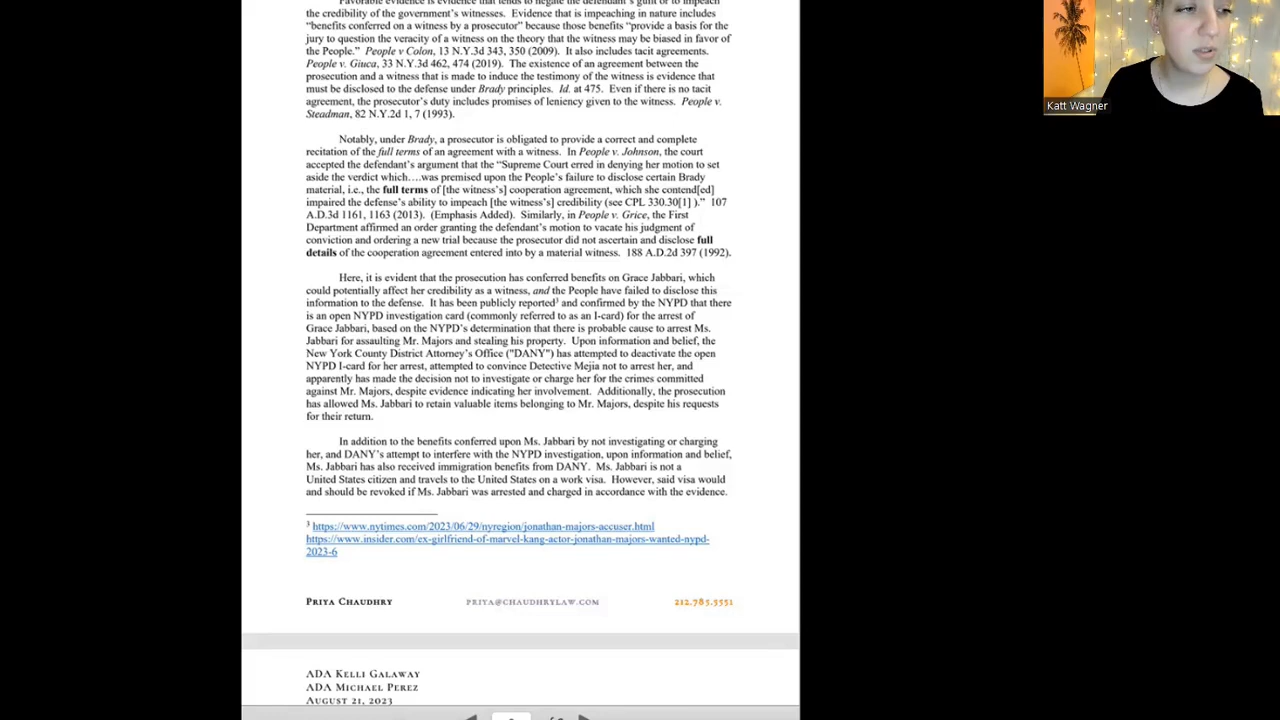 Favorable evidence is evidence that tends to negate the defendant's guilt or to impeach
the credibility of the government's witnesses. Evidence that is impeaching in nature includes
"benefits conferred on a witness by a prosecutor" because those benefits "provide a basis for the
jury to question the veracity of a witness on the theory that the witness may be biased in favor of
the People." People v Colon, 13 N.Y.3d 343, 350 (2009). It also includes tacit agreements.
People v. Giuca, 33 N.Y.3d 462, 474 (2019). The existence of an agreement between the
prosecution and a witness that is made to induce the testimony of the witness is evidence that
must be disclosed to the defense under Brady principles. Id. at 475. Even if there is no tacit
agreement, the prosecutor's duty includes promises of leniency given to the witness. People v.
Steadman, 82 N.Y.2d 1, 7 (1993).
Notably, under Brady, a prosecutor is obligated to provide a correct and complete
recitation of the full terms of an agreement with a witness. In People v. Johnson, the court
accepted the defendant's argument that the "Supreme Court erred in denying her motion to set
aside the verdict which….was premised upon the People's failure to disclose certain Brady
material, i.e., the full terms of [the witness's] cooperation agreement, which she contend[ed]
impaired the defense's ability to impeach [the witness's] credibility (see CPL 330.30[1] )." 107
A.D.3d 1161, 1163 (2013). (Emphasis Added). Similarly, in People v. Grice, the First
Department affirmed an order granting the defendant's motion to vacate his judgment of
conviction and ordering a new trial because the prosecutor did not ascertain and disclose full
details of the cooperation agreement entered into by a material witness. 188 A.D.2d 397 (1992).
Here, it is evident that the prosecution has conferred benefits on Grace Jabbari, which
could potentially affect her credibility as a witness, and the People have failed to disclose this
information to the defense. It has been publicly reported³ and confirmed by the NYPD that there
is an open NYPD investigation card (commonly referred to as an I-card) for the arrest of
Grace Jabbari, based on the NYPD's determination that there is probable cause to arrest Ms.
Jabbari for assaulting Mr. Majors and stealing his property. Upon information and belief, the
New York County District Attorney's Office ("DANY") has attempted to deactivate the open
NYPD I-card for her arrest, attempted to convince Detective Mejia not to arrest her, and
apparently has made the decision not to investigate or charge her for the crimes committed
against Mr. Majors, despite evidence indicating her involvement. Additionally, the prosecution
has allowed Ms. Jabbari to retain valuable items belonging to Mr. Majors, despite his requests
for their return.
In addition to the benefits conferred upon Ms. Jabbari by not investigating or charging
her, and DANY's attempt to interfere with the NYPD investigation, upon information and belief,
Ms. Jabbari has also received immigration benefits from DANY. Ms. Jabbari is not a
United States citizen and travels to the United States on a work visa. However, said visa would
and should be revoked if Ms. Jabbari was arrested and charged in accordance with the evidence.
³ https://www.nytimes.com/2023/06/29/nyregion/jonathan-majors-accuser.html
https://www.insider.com/ex-girlfriend-of-marvel-kang-actor-jonathan-majors-wanted-nypd-
2023-6
PRIYA CHAUDHRY PRIYA@CHAUDHRYLAW.COM 212.785.5551
ADA KELLI GALAWAY
ADA MICHAEL PEREZ
AUGUST 21, 2023
Katt Wagner